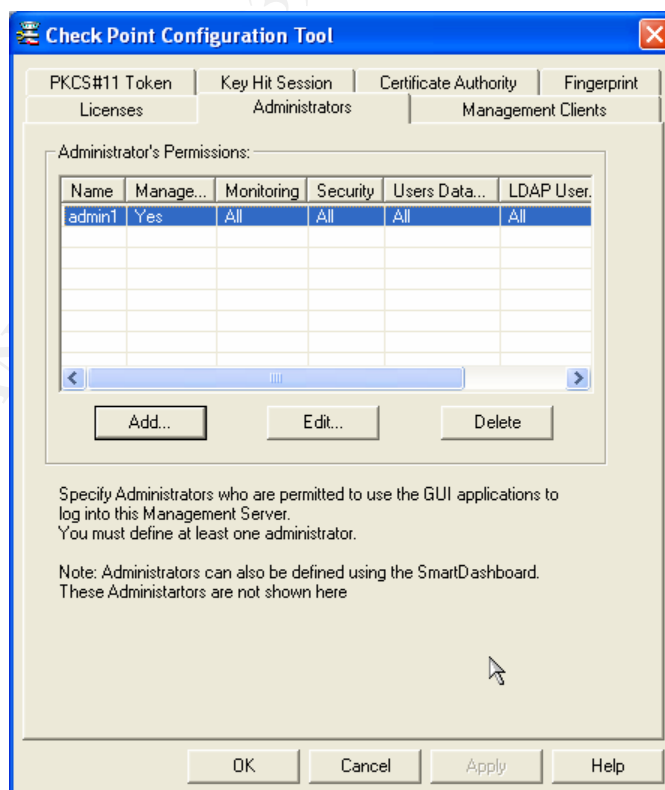 Check Point Configuration Tool
PKCS#11 Token Key Hit Session Certificate Authority Fingerprint
Licenses Administrators Management Clients
Administrator's Permissions:
Name Manage... Monitoring Security Users Data... LDAP User.
admin1 Yes All All All All
Add... Edit... Delete
Specify Administrators who are permitted to use the GUI applications to
log into this Management Server.
You must define at least one administrator.
Note: Administrators can also be defined using the SmartDashboard.
These Administartors are not shown here
OK Cancel Apply Help